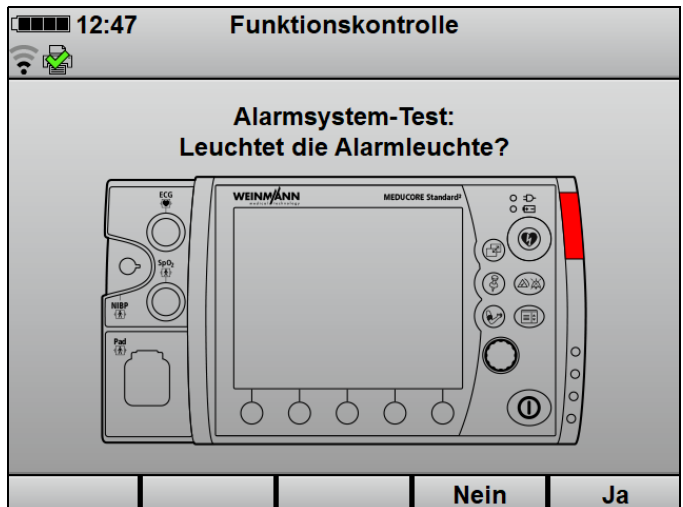 12:47 Funktionskontrolle
Alarmsystem-Test:
Leuchtet die Alarmleuchte?
ECG
WEINMANN
medical technology
MEDUCORE Standard²
SpO₂
NIBP
Pad
Nein Ja